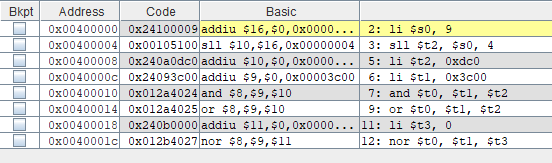 Bkpt Address Code Basic
0x00400000 0x24100009 addiu $16,$0,0x0000... 2: li $s0, 9
0x00400004 0x00105100 sll $10,$16,0x00000004 3: sll $t2, $s0, 4
0x00400008 0x240a0dc0 addiu $10,$0,0x0000... 5: li $t2, 0xdc0
0x0040000c 0x24093c00 addiu $9,$0,0x00003c00 6: li $t1, 0x3c00
0x00400010 0x012a4024 and $8,$9,$10 7: and $t0, $t1, $t2
0x00400014 0x012a4025 or $8,$9,$10 9: or $t0, $t1, $t2
0x00400018 0x240b0000 addiu $11,$0,0x0000... 11: li $t3, 0
0x0040001c 0x012b4027 nor $8,$9,$11 12: nor $t0, $t1, $t3